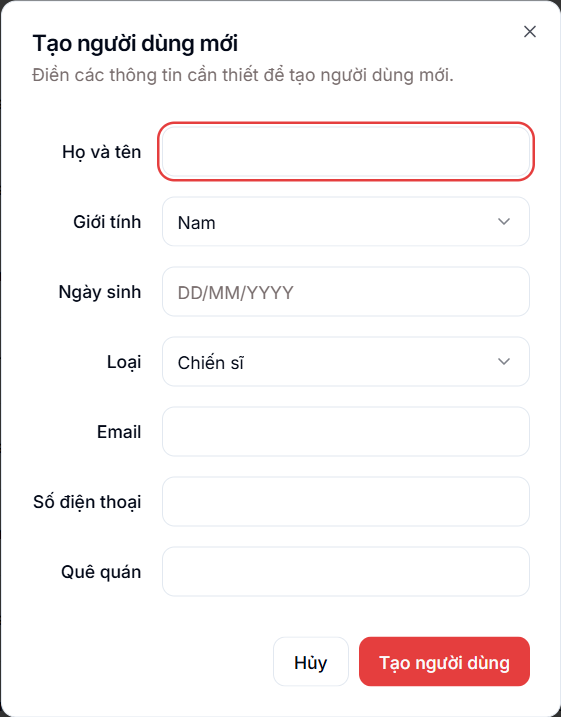 Tạo người dùng mới
Điền các thông tin cần thiết để tạo người dùng mới.
Họ và tên
Giới tính
Nam
Ngày sinh
DD/MM/YYYY
Loại
Chiến sĩ
Email
Số điện thoại
Quê quán
Hủy
Tạo người dùng